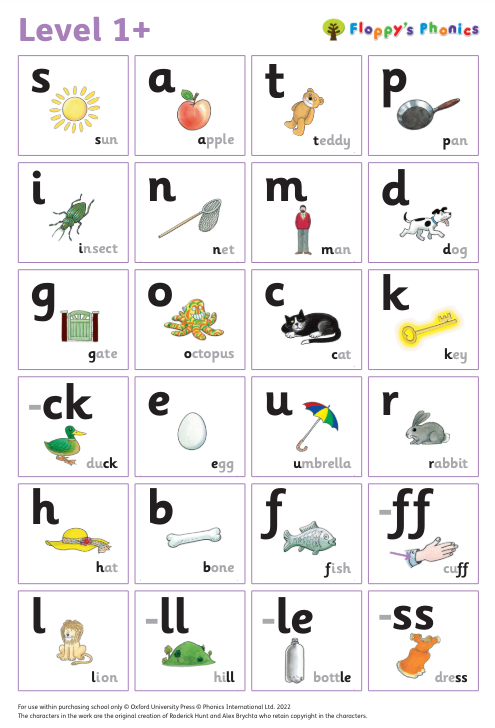 Level 1+
Floppy's Phonics
s a t p
sun apple teddy pan
i n m d
insect net man dog
g o c k
gate octopus cat key
-ck e u r
duck egg umbrella rabbit
h b f -ff
hat bone fish cuff
l -ll -le -ss
lion hill bottle dress
For use within purchasing school only © Oxford University Press © Phonics International Ltd. 2022
The characters in the work are the original creation of Roderick Hunt and Alex Brychta who retain copyright in the characters.